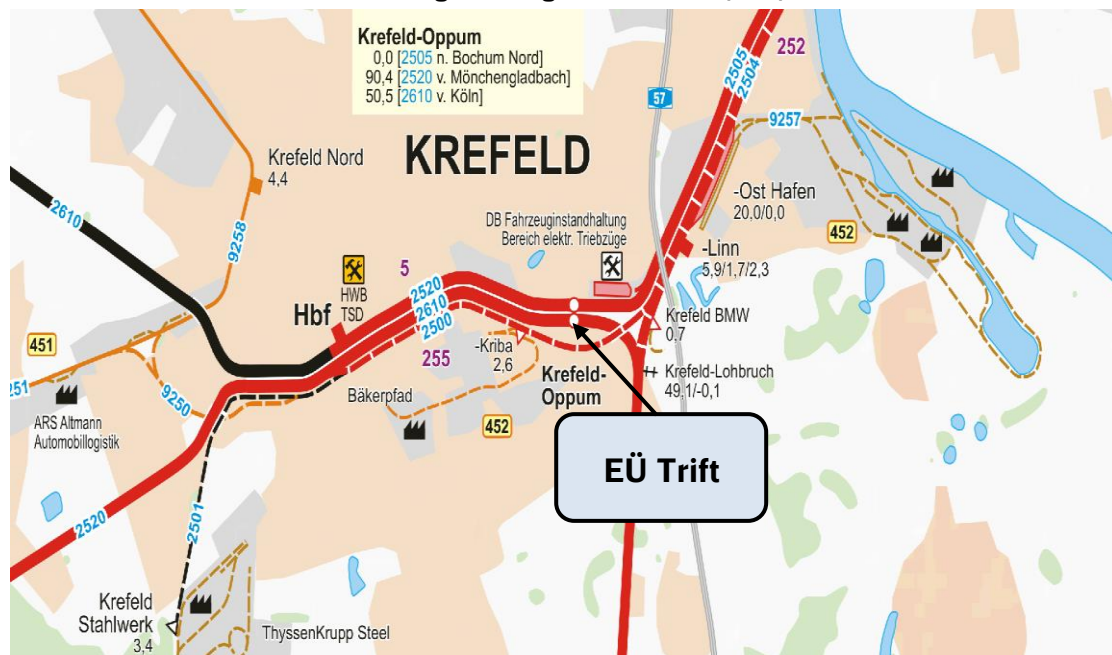 Krefeld-Oppum
0,0 [2505 n. Bochum Nord]
90,4 [2520 v. Mönchengladbach]
50,5 [2610 v. Köln]
252
2505
2504
57
9257
KREFELD
Krefeld Nord
4,4
2610
9258
-Ost Hafen
20,0/0,0
452
DB Fahrzeuginstandhaltung
Bereich elektr. Triebzüge
-Linn
5,9/1,7/2,3
5
HWB
TSD
Hbf
2520
2610
2500
Krefeld BMW
0,7
451
255
-Kriba
2,6
Krefeld-
Oppum
Krefeld-Lohbruch
49,1/-0,1
251
9250
Bäkerpfad
452
ARS Altmann
Automobillogistik
EÜ Trift
2520
2501
Krefeld
Stahlwerk
3,4
ThyssenKrupp Steel